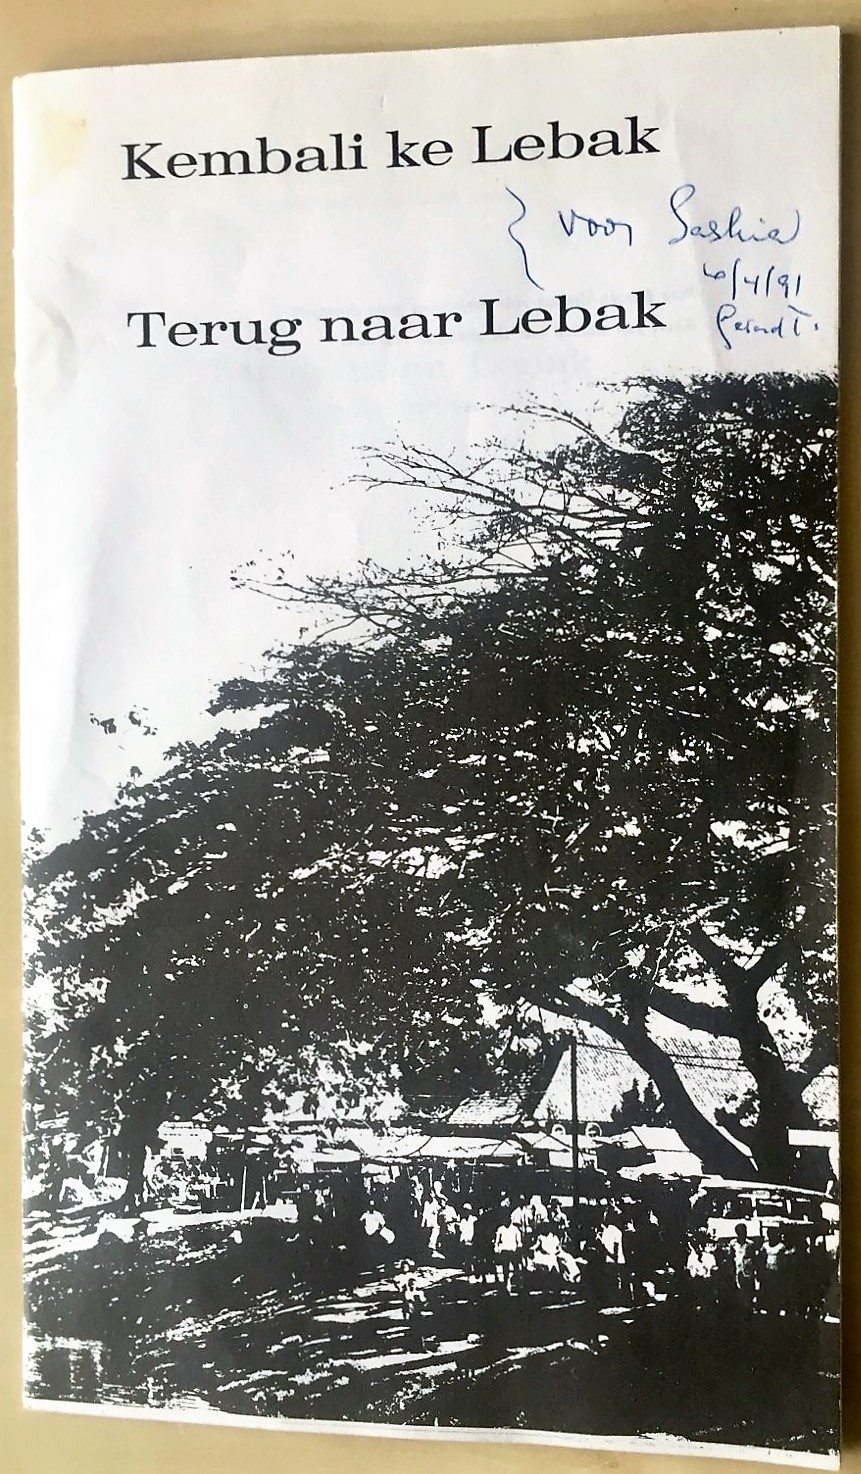 Kembali ke Lebak
voor Saskia
6/4/91
Gerard T.
Terug naar Lebak